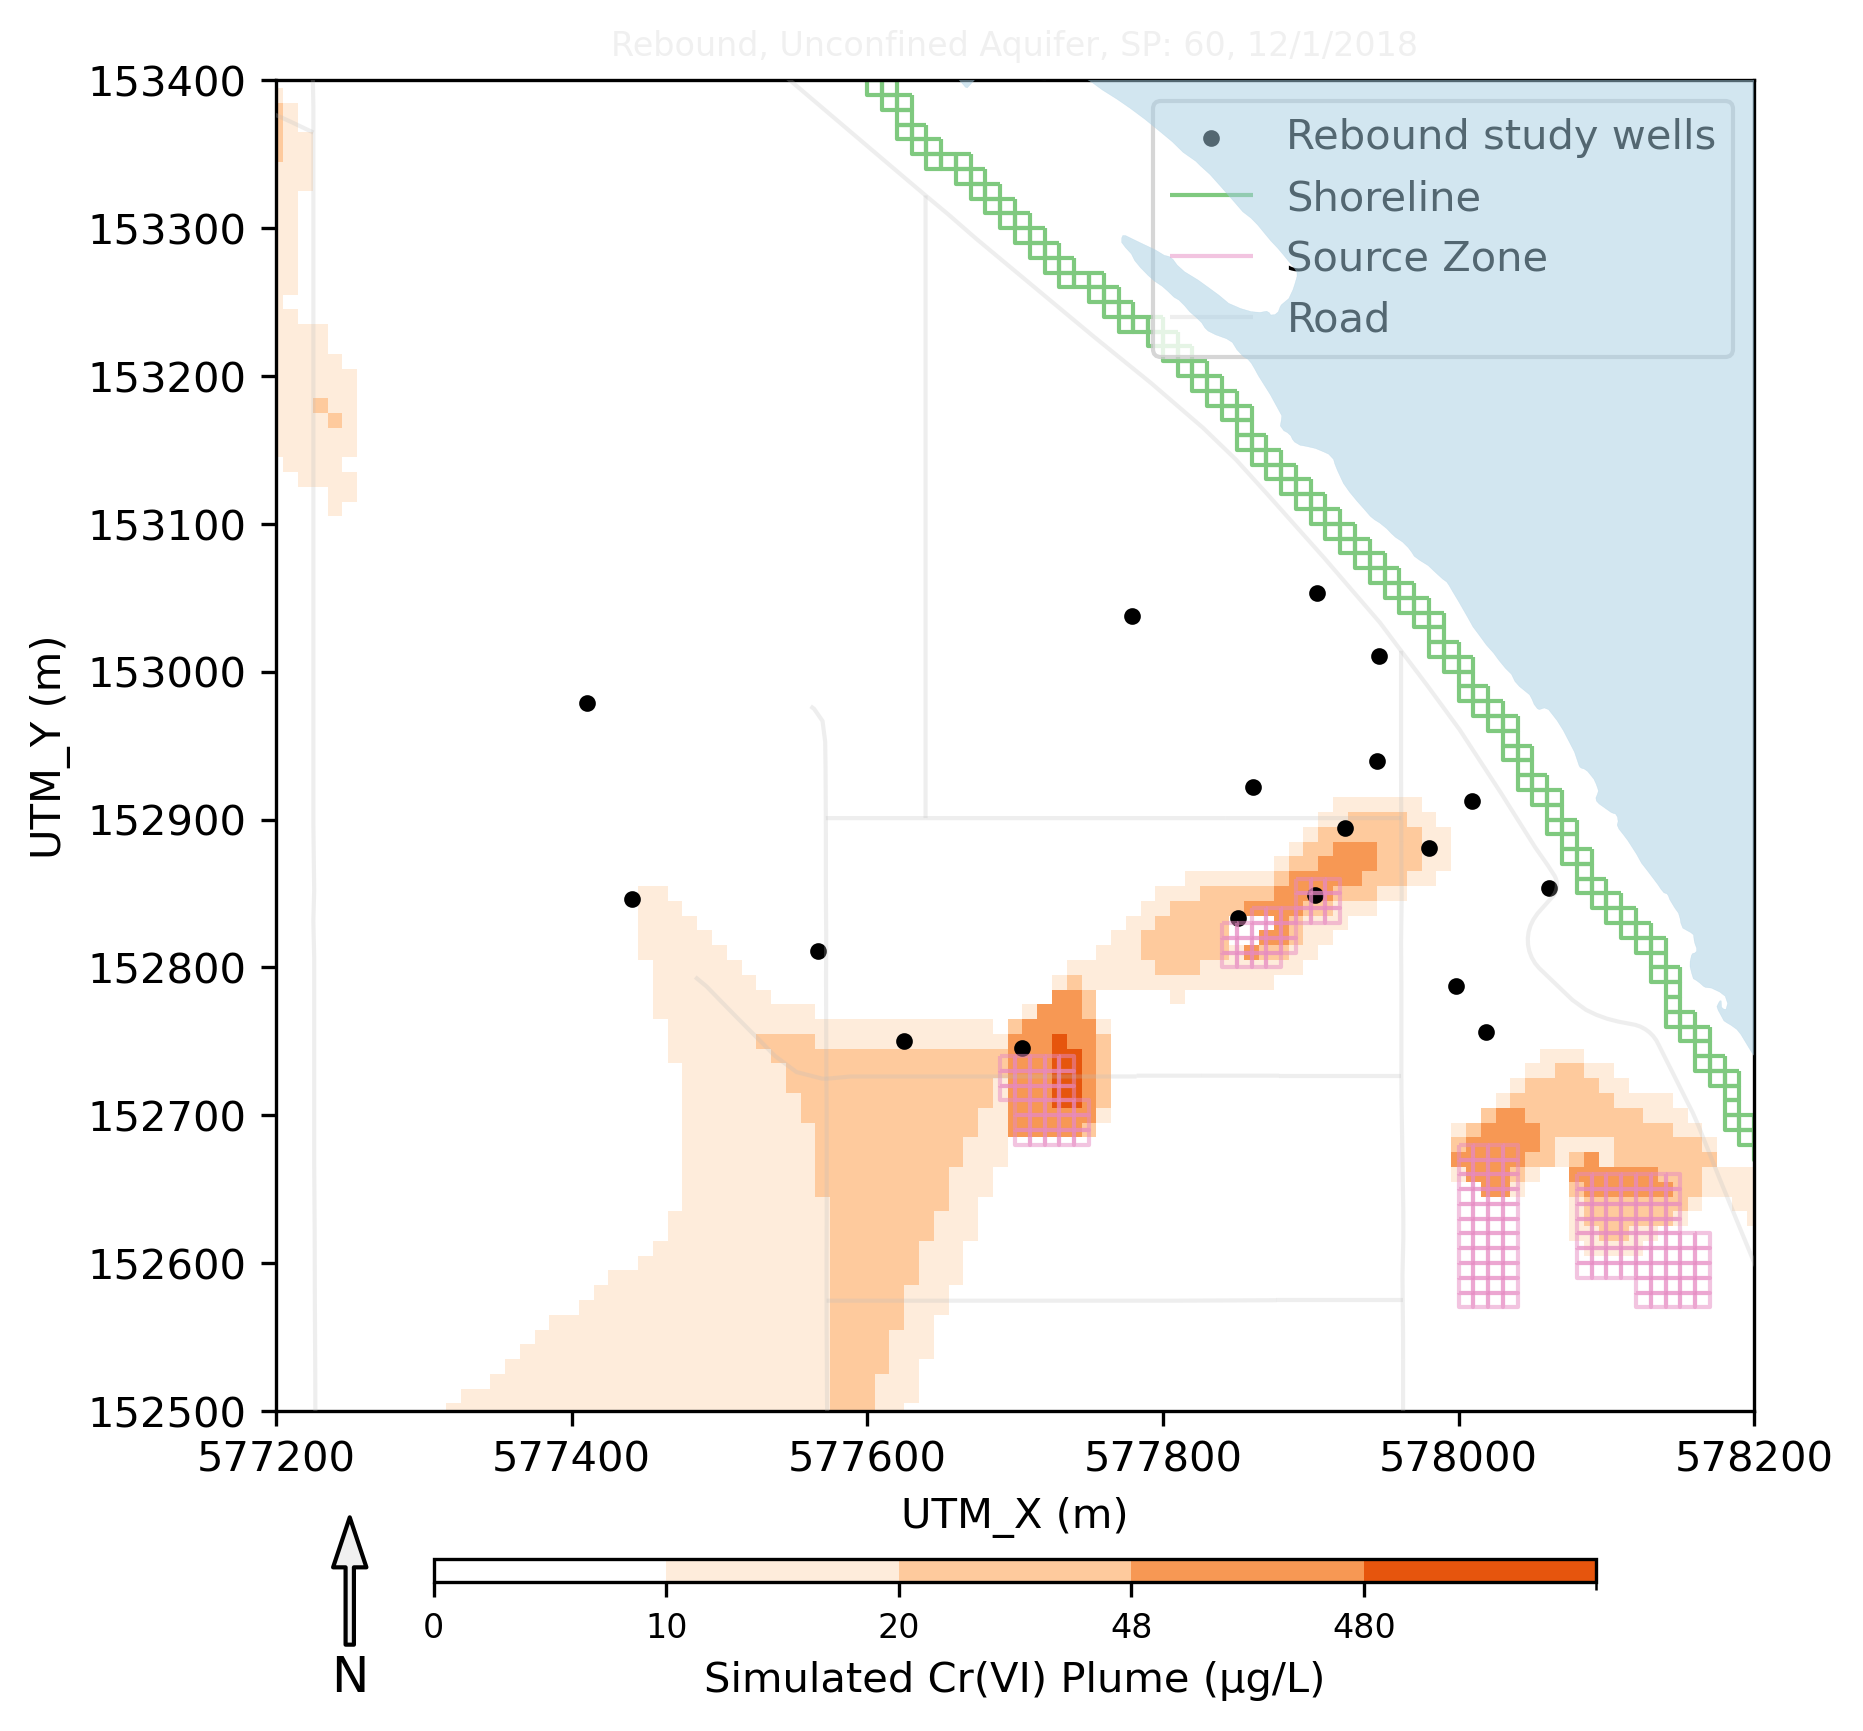 Rebound, Unconfined Aquifer, SP: 60, 12/1/2018
153400
153300
153200
153100
153000
152900
152800
152700
152600
152500
UTM_Y (m)
Rebound study wells
Shoreline
Source Zone
Road
577200 577400 577600 577800 578000 578200
UTM_X (m)
0 10 20 48 480
Simulated Cr(VI) Plume (μg/L)
N